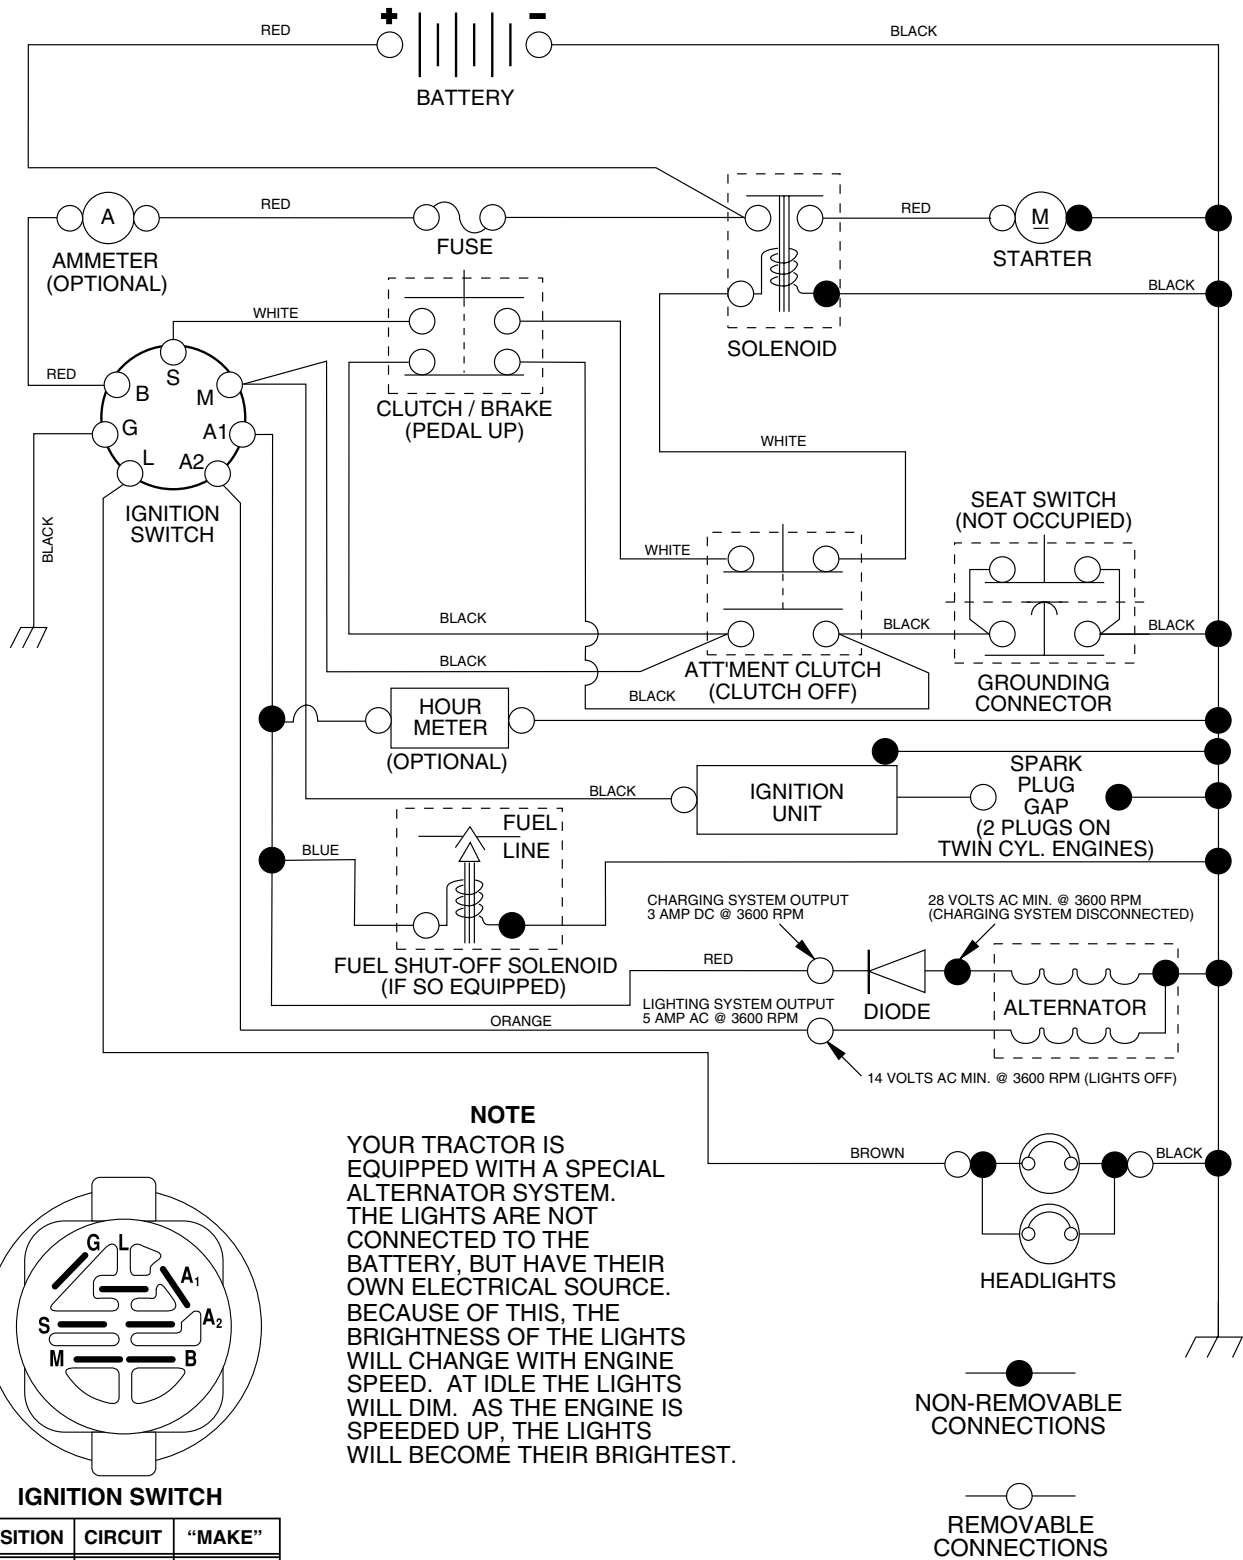 + −
RED
BLACK
BATTERY
A
RED
FUSE
SOLENOID
RED
M
STARTER
AMMETER
(OPTIONAL)
BLACK
WHITE
RED
S
B
M
G
A1
L
A2
IGNITION
SWITCH
BLACK
CLUTCH / BRAKE
(PEDAL UP)
WHITE
SEAT SWITCH
(NOT OCCUPIED)
WHITE
BLACK
BLACK
BLACK
BLACK
BLACK
ATT'MENT CLUTCH
(CLUTCH OFF)
GROUNDING
CONNECTOR
HOUR
METER
(OPTIONAL)
BLACK
IGNITION
UNIT
SPARK
PLUG
GAP
(2 PLUGS ON
TWIN CYL. ENGINES)
FUEL
LINE
BLUE
FUEL SHUT-OFF SOLENOID
(IF SO EQUIPPED)
CHARGING SYSTEM OUTPUT
3 AMP DC @ 3600 RPM
28 VOLTS AC MIN. @ 3600 RPM
(CHARGING SYSTEM DISCONNECTED)
RED
DIODE
ALTERNATOR
LIGHTING SYSTEM OUTPUT
5 AMP AC @ 3600 RPM
ORANGE
14 VOLTS AC MIN. @ 3600 RPM (LIGHTS OFF)
BROWN
BLACK
HEADLIGHTS
NOTE
YOUR TRACTOR IS
EQUIPPED WITH A SPECIAL
ALTERNATOR SYSTEM.
THE LIGHTS ARE NOT
CONNECTED TO THE
BATTERY, BUT HAVE THEIR
OWN ELECTRICAL SOURCE.
BECAUSE OF THIS, THE
BRIGHTNESS OF THE LIGHTS
WILL CHANGE WITH ENGINE
SPEED. AT IDLE THE LIGHTS
WILL DIM. AS THE ENGINE IS
SPEEDED UP, THE LIGHTS
WILL BECOME THEIR BRIGHTEST.
G L
A1
A2
S
M
B
IGNITION SWITCH
SITION CIRCUIT “MAKE”
NON-REMOVABLE
CONNECTIONS
REMOVABLE
CONNECTIONS